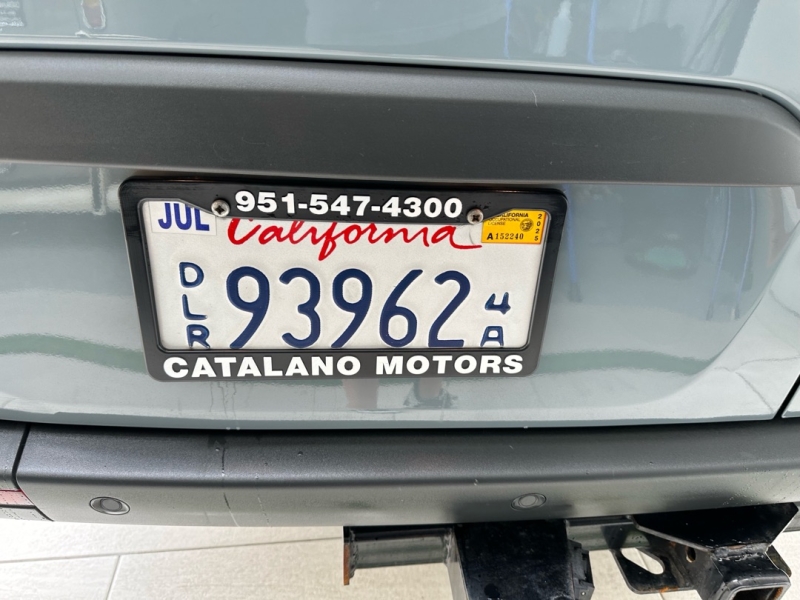 951-547-4300
JUL
California
CALIFORNIA
2025
A152240
DLR 93962 4A
CATALANO MOTORS